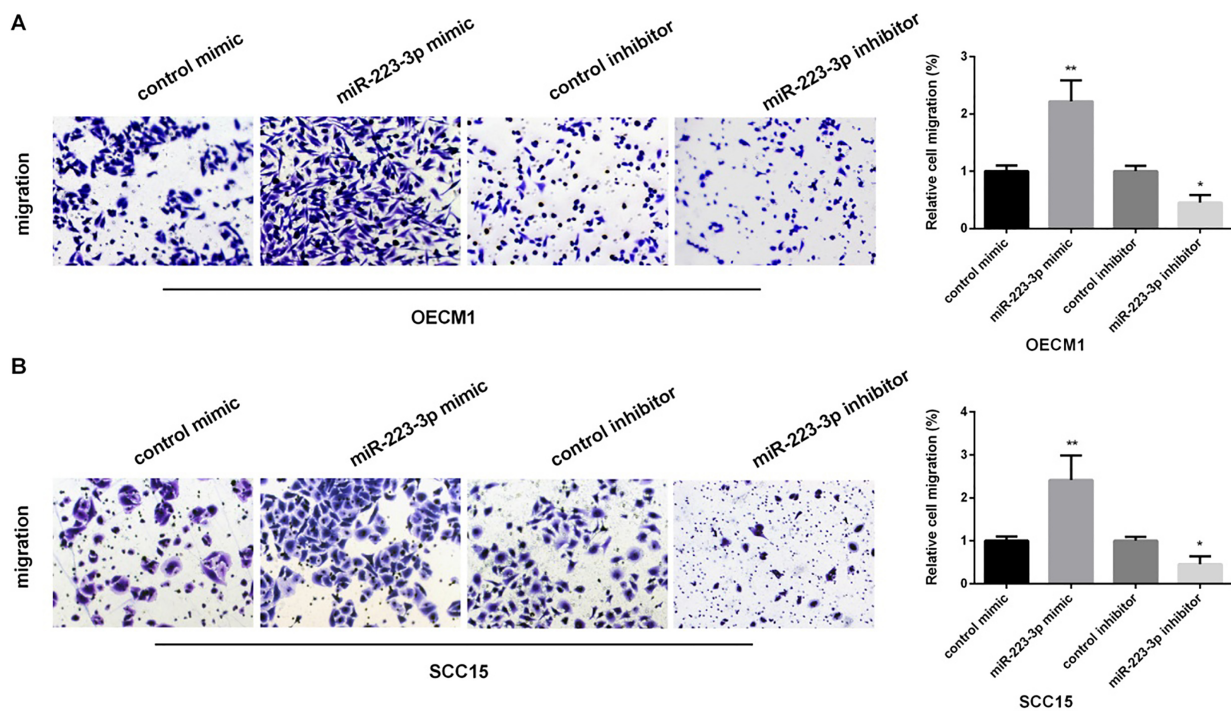 A
control mimic
miR-223-3p mimic
control inhibitor
miR-223-3p inhibitor
migration
OECM1
Relative cell migration (%)
3
2
1
0
**
*
control mimic
miR-223-3p mimic
control inhibitor
miR-223-3p inhibitor
OECM1
B
control mimic
miR-223-3p mimic
control inhibitor
miR-223-3p inhibitor
migration
SCC15
Relative cell migration (%)
4
3
2
1
0
**
*
control mimic
miR-223-3p mimic
control inhibitor
miR-223-3p inhibitor
SCC15